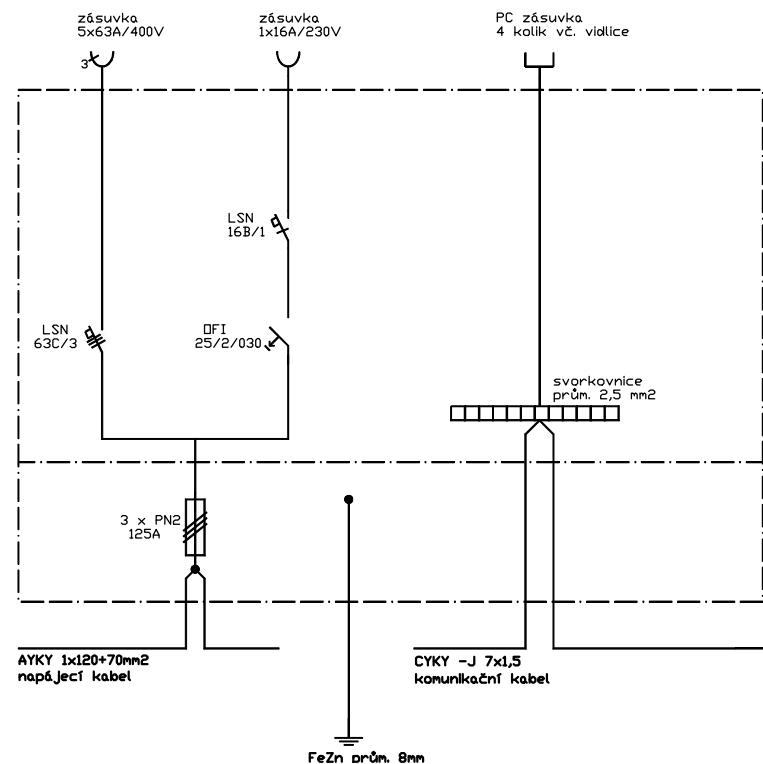 zásuvka
5x63A/400V
zásuvka
1x16A/230V
PC zásuvka
4 kolik vč. vidlice
3
LSN
16B/1
LSN
63C/3
OFI
25/2/030
svorkovnice
prům. 2,5 mm2
3 x PN2
125A
AYKY 1x120+70mm2
napájecí kabel
CYKY -J 7x1,5
komunikační kabel
FeZn prům. 8mm